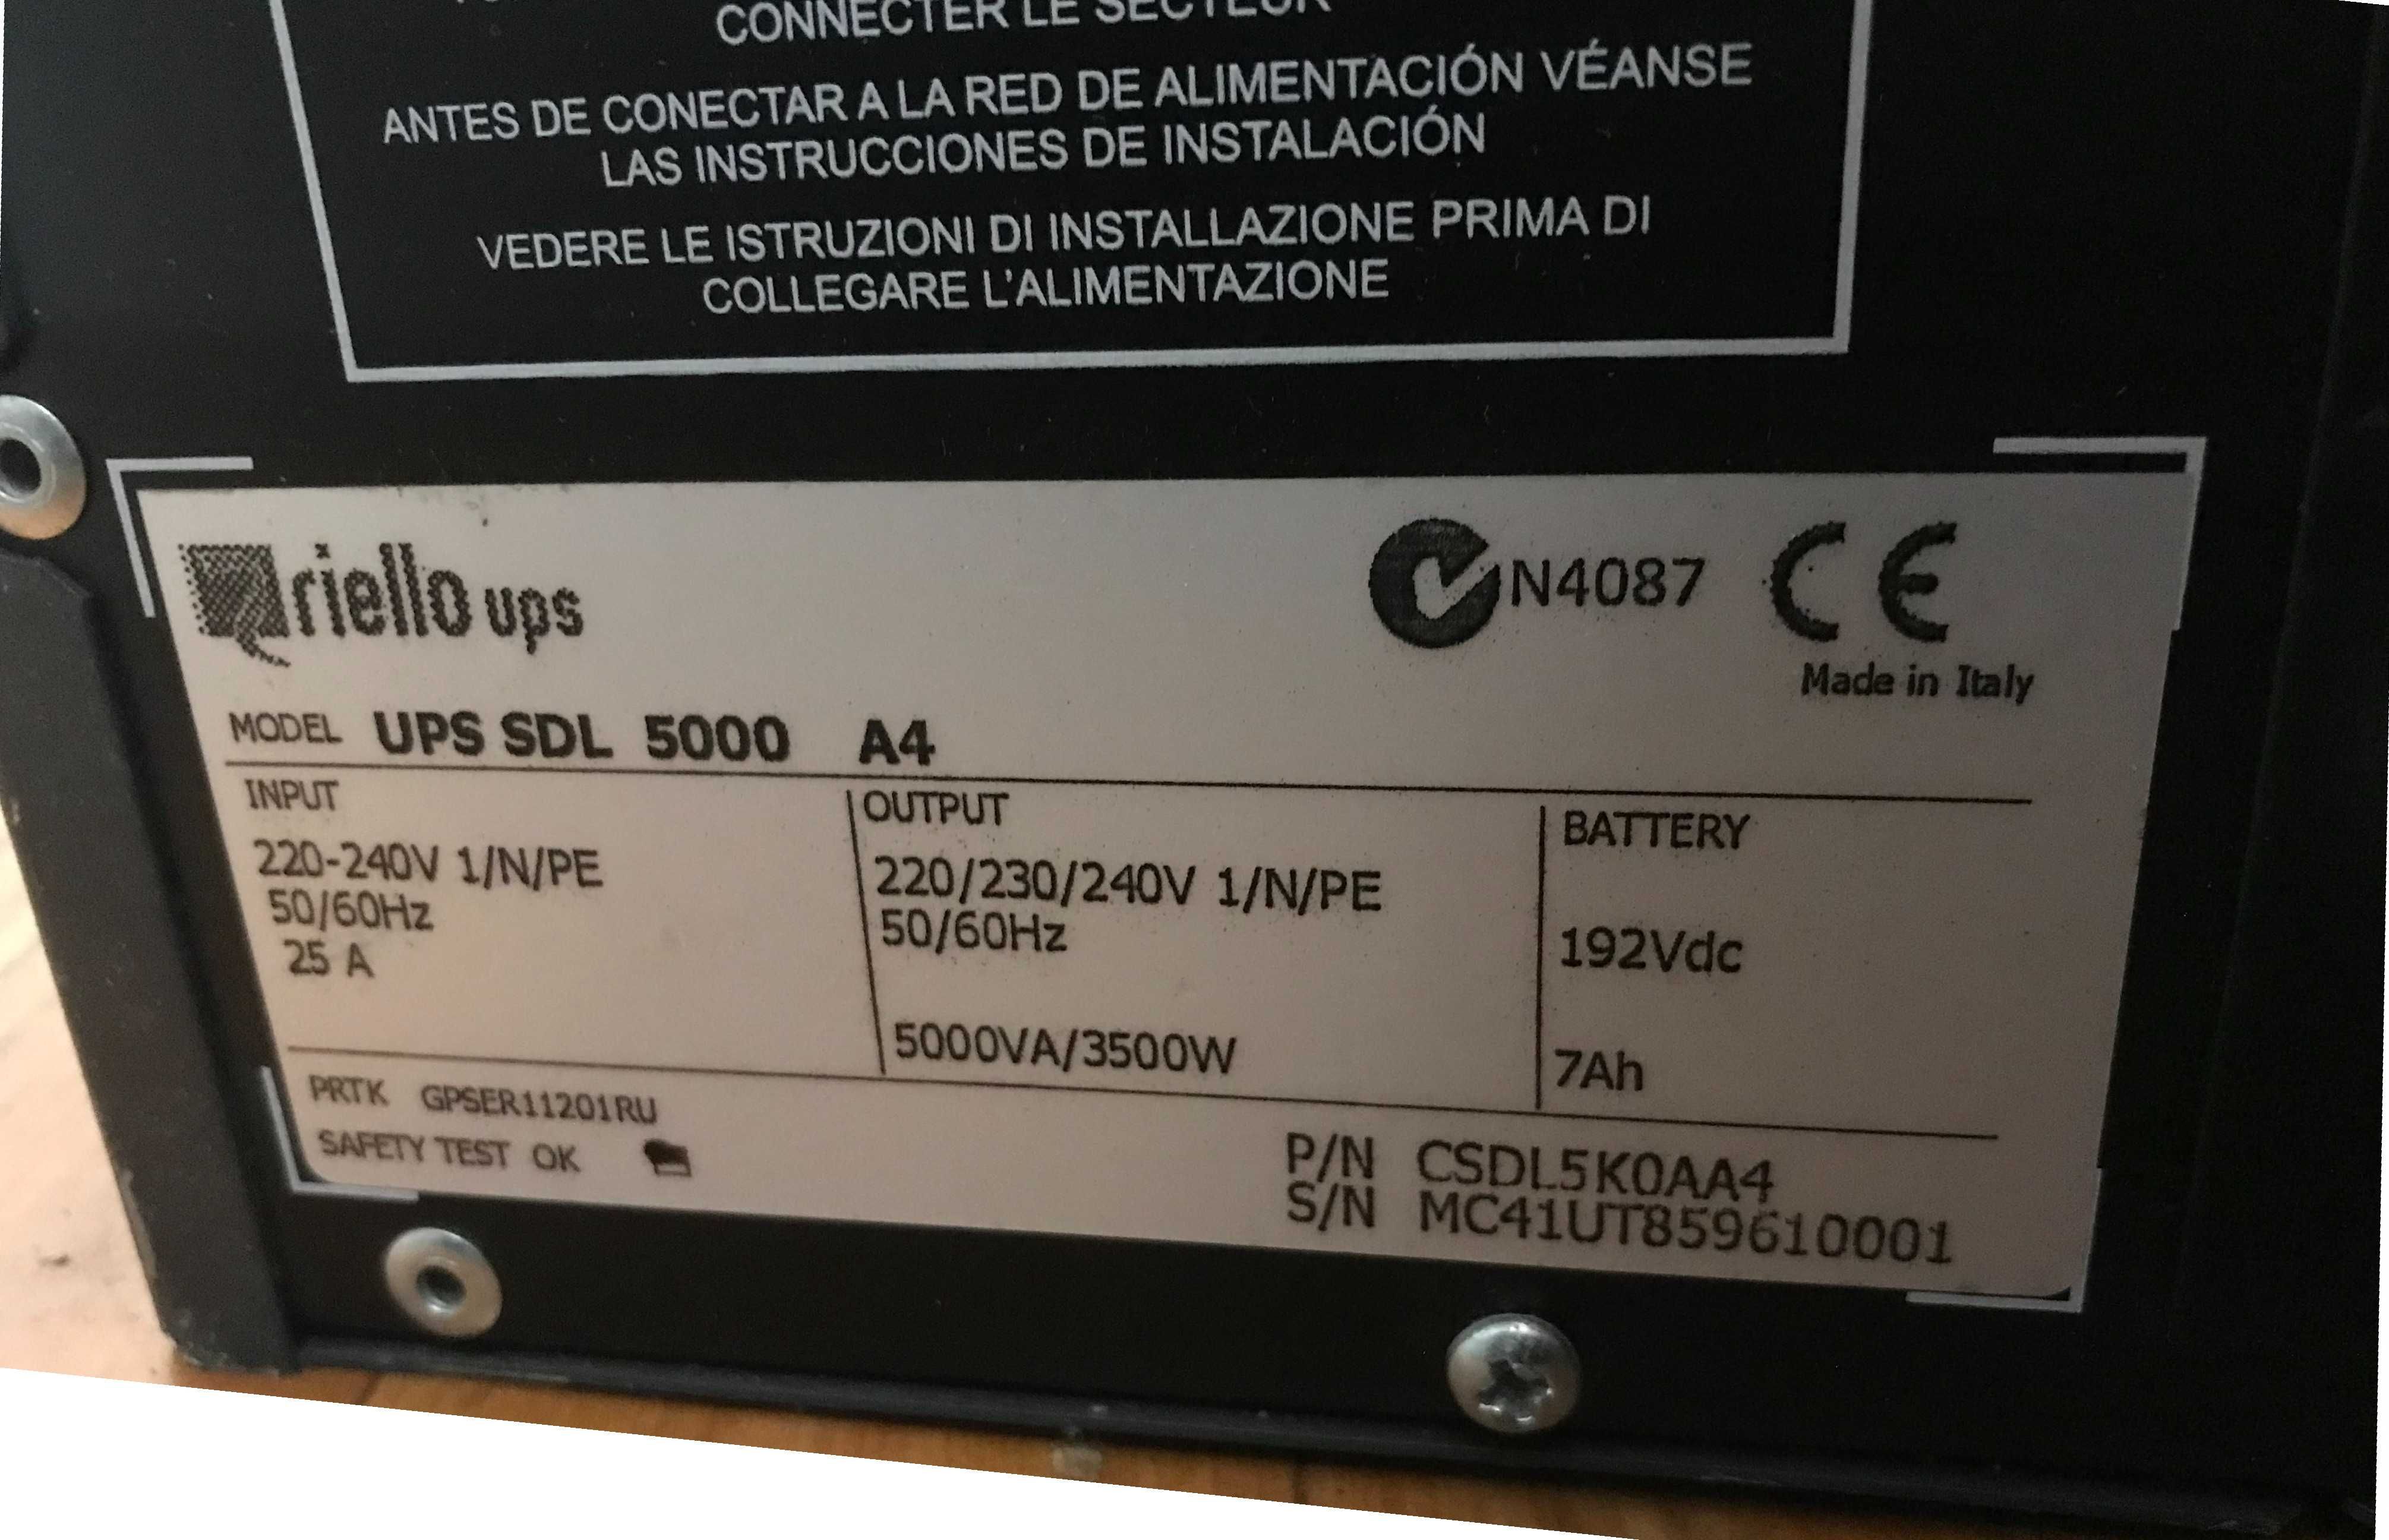 CONNECTER LE SECTEUR
ANTES DE CONECTAR A LA RED DE ALIMENTACIÓN VÉANSE
LAS INSTRUCCIONES DE INSTALACIÓN
VEDERE LE ISTRUZIONI DI INSTALLAZIONE PRIMA DI
COLLEGARE L'ALIMENTAZIONE
riello ups
N4087 CE
Made in Italy
MODEL UPS SDL 5000 A4
INPUT
220-240V 1/N/PE
50/60Hz
25 A
OUTPUT
220/230/240V 1/N/PE
50/60Hz
5000VA/3500W
BATTERY
192Vdc
7Ah
PRTK GPSER11201RU
SAFETY TEST OK
P/N CSDL5K0AA4
S/N MC41UT859610001